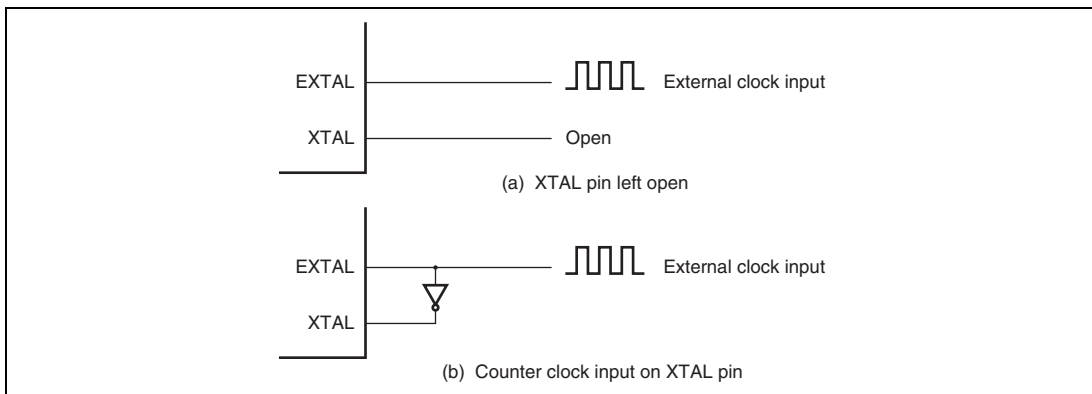 EXTAL
External clock input
XTAL
Open
(a) XTAL pin left open
EXTAL
External clock input
XTAL
(b) Counter clock input on XTAL pin